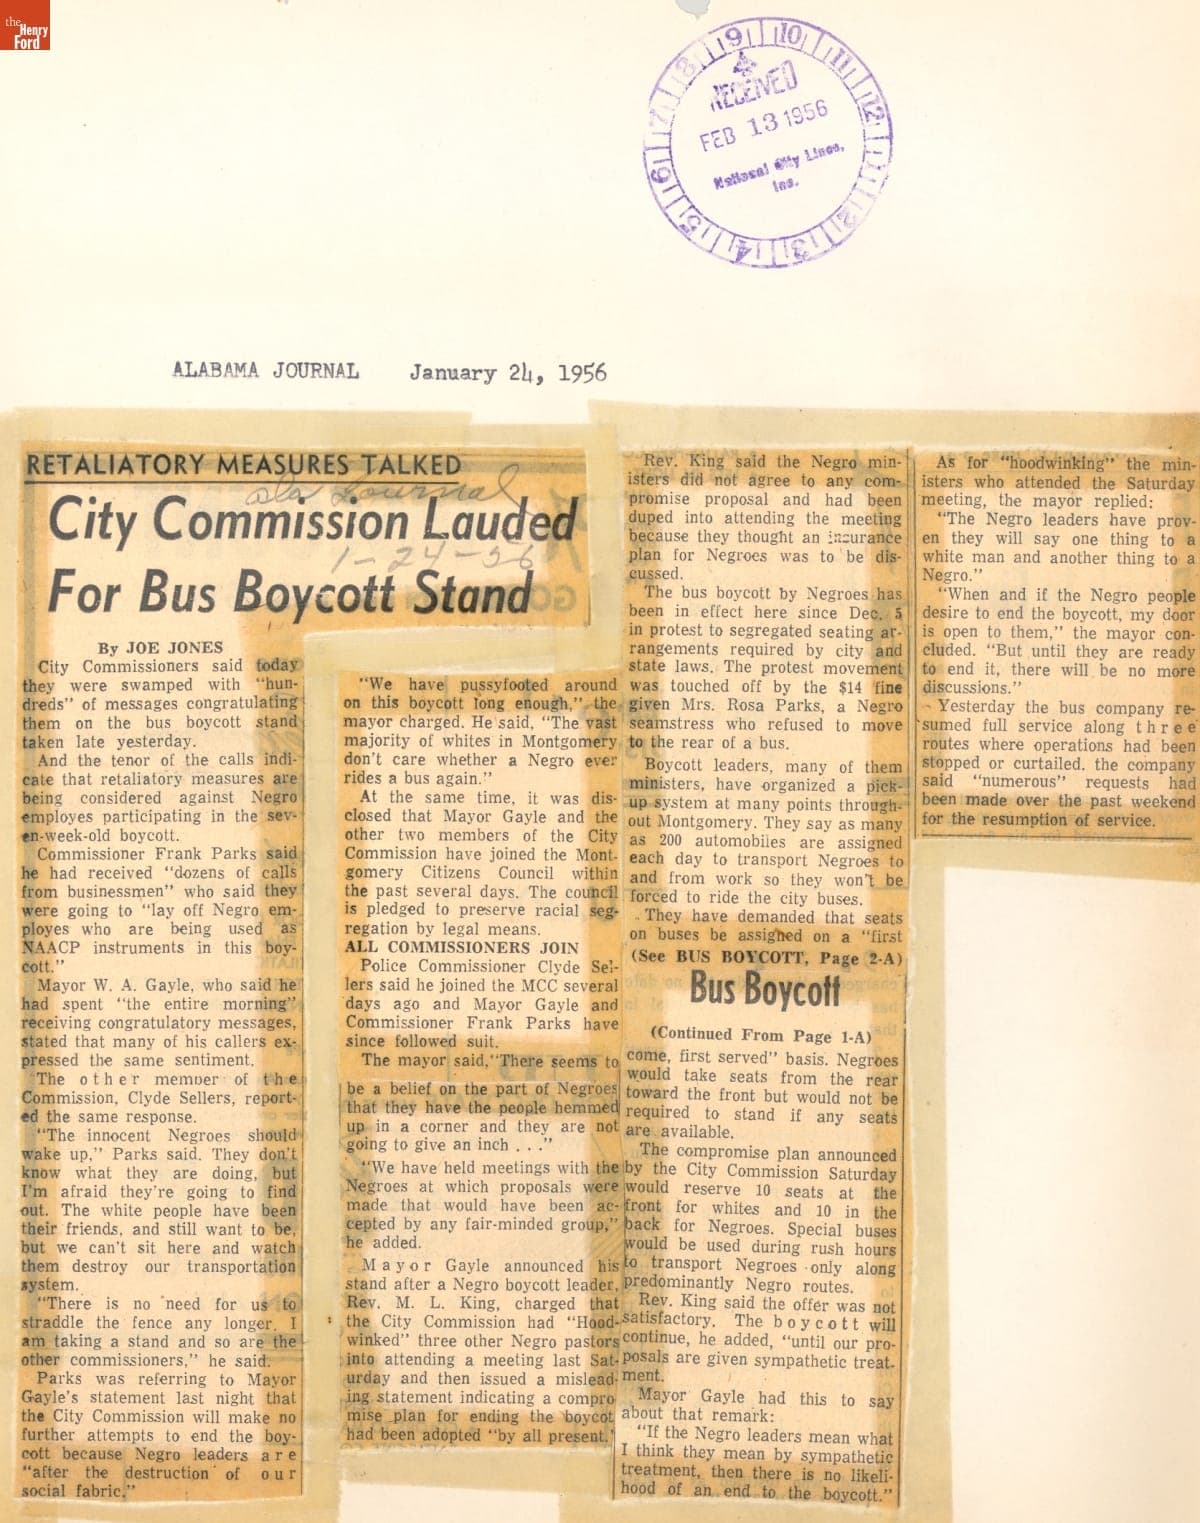 the
Henry
Ford
9 10 11 12 1 2 3 4 5 6 7 8
RECEIVED
FEB 13 1956
National City Lines,
Inc.
ALABAMA JOURNAL January 24, 1956
RETALIATORY MEASURES TALKED
Ala Journal
City Commission Lauded
1-24-56
For Bus Boycott Stand
By JOE JONES
City Commissioners said today
they were swamped with "hun-
dreds" of messages congratulating
them on the bus boycott stand
taken late yesterday.
And the tenor of the calls indi-
cate that retaliatory measures are
being considered against Negro
employes participating in the sev-
en-week-old boycott.
Commissioner Frank Parks said
he had received "dozens of calls
from businessmen" who said they
were going to "lay off Negro em-
ployes who are being used as
NAACP instruments in this boy-
cott."
Mayor W. A. Gayle, who said he
had spent "the entire morning"
receiving congratulatory messages,
stated that many of his callers ex-
pressed the same sentiment.
The other member of the
Commission, Clyde Sellers, report-
ed the same response.
"The innocent Negroes should
wake up," Parks said. They don't
know what they are doing, but
I'm afraid they're going to find
out. The white people have been
their friends, and still want to be,
but we can't sit here and watch
them destroy our transportation
system.
"There is no need for us to
straddle the fence any longer. I
am taking a stand and so are the
other commissioners," he said.
Parks was referring to Mayor
Gayle's statement last night that
the City Commission will make no
further attempts to end the boy-
cott because Negro leaders are
"after the destruction of our
social fabric."
"We have pussyfooted around
on this boycott long enough," the
mayor charged. He said, "The vast
majority of whites in Montgomery
don't care whether a Negro ever
rides a bus again."
At the same time, it was dis-
closed that Mayor Gayle and the
other two members of the City
Commission have joined the Mont-
gomery Citizens Council within
the past several days. The council
is pledged to preserve racial seg-
regation by legal means.
ALL COMMISSIONERS JOIN
Police Commissioner Clyde Sel-
lers said he joined the MCC several
days ago and Mayor Gayle and
Commissioner Frank Parks have
since followed suit.
The mayor said, "There seems to
be a belief on the part of Negroes
that they have the people hemmed
up in a corner and they are not
going to give an inch . . ."
"We have held meetings with the
Negroes at which proposals were
made that would have been ac-
cepted by any fair-minded group,"
he added.
Mayor Gayle announced his
stand after a Negro boycott leader,
Rev. M. L. King, charged that
the City Commission had "Hood-
winked" three other Negro pastors
into attending a meeting last Sat-
urday and then issued a mislead-
ing statement indicating a compro
mise plan for ending the boycot
had been adopted "by all present."
Rev. King said the Negro min-
isters did not agree to any com-
promise proposal and had been
duped into attending the meeting
because they thought an insurance
plan for Negroes was to be dis-
cussed.
The bus boycott by Negroes has
been in effect here since Dec. 5
in protest to segregated seating ar-
rangements required by city and
state laws. The protest movement
was touched off by the $14 fine
given Mrs. Rosa Parks, a Negro
seamstress who refused to move
to the rear of a bus.
Boycott leaders, many of them
ministers, have organized a pick-
up system at many points through-
out Montgomery. They say as many
as 200 automobiles are assigned
each day to transport Negroes to
and from work so they won't be
forced to ride the city buses.
They have demanded that seats
on buses be assigned on a "first
(See BUS BOYCOTT, Page 2-A)
Bus Boycott
(Continued From Page 1-A)
come, first served" basis. Negroes
would take seats from the rear
toward the front but would not be
required to stand if any seats
are available.
The compromise plan announced
by the City Commission Saturday
would reserve 10 seats at the
front for whites and 10 in the
back for Negroes. Special buses
would be used during rush hours
to transport Negroes only along
predominantly Negro routes.
Rev. King said the offer was not
satisfactory. The boycott will
continue, he added, "until our pro-
posals are given sympathetic treat-
ment.
Mayor Gayle had this to say
about that remark:
"If the Negro leaders mean what
I think they mean by sympathetic
treatment, then there is no likeli-
hood of an end to the boycott."
As for "hoodwinking" the min-
isters who attended the Saturday
meeting, the mayor replied:
"The Negro leaders have prov-
en they will say one thing to a
white man and another thing to a
Negro."
"When and if the Negro people
desire to end the boycott, my door
is open to them," the mayor con-
cluded. "But until they are ready
to end it, there will be no more
discussions."
Yesterday the bus company re-
sumed full service along three
routes where operations had been
stopped or curtailed. the company
said "numerous" requests had
been made over the past weekend
for the resumption of service.